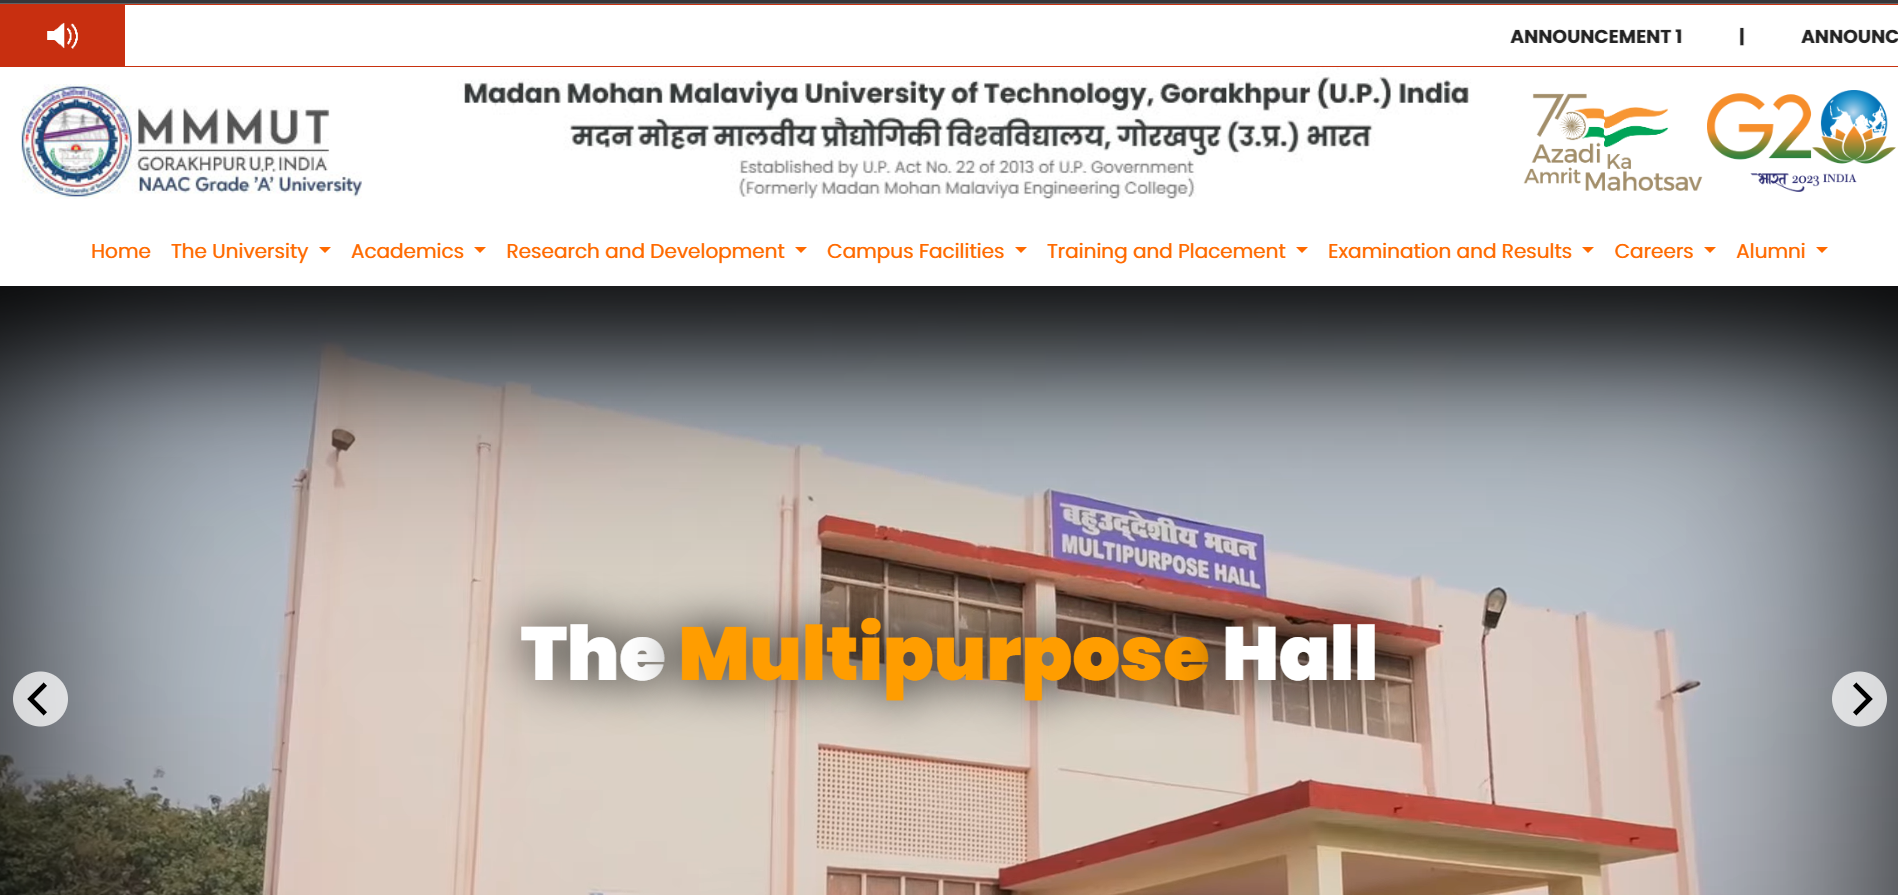 ANNOUNCEMENT 1 | ANNOUNC
MMMUT
GORAKHPUR U.P, INDIA
NAAC Grade 'A' University
Madan Mohan Malaviya University of Technology, Gorakhpur (U.P.) India
मदन मोहन मालवीय प्रौद्योगिकी विश्वविद्यालय, गोरखपुर (उ.प्र.) भारत
Established by U.P. Act No. 22 of 2013 of U.P. Government
(Formerly Madan Mohan Malaviya Engineering College)
75
Azadi Ka
Amrit Mahotsav
G20
भारत 2023 INDIA
Home The University Academics Research and Development Campus Facilities Training and Placement Examination and Results Careers Alumni
बहुउद्देशीय भवन
MULTIPURPOSE HALL
The Multipurpose Hall